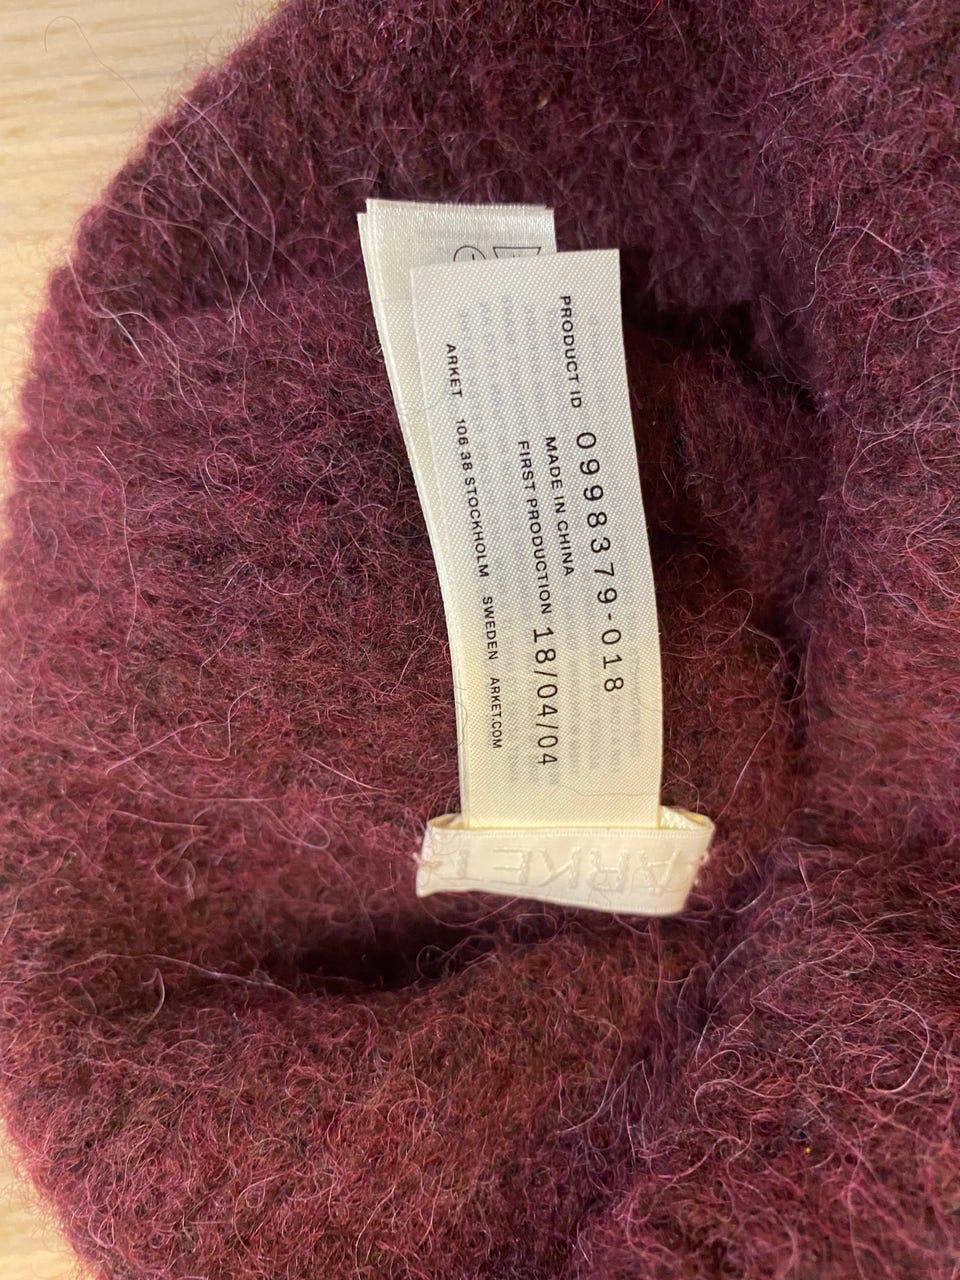 PRODUCT ID 0998379-018
MADE IN CHINA
FIRST PRODUCTION 18/04/04
ARKET 106 38 STOCKHOLM SWEDEN ARKET.COM
ARKET